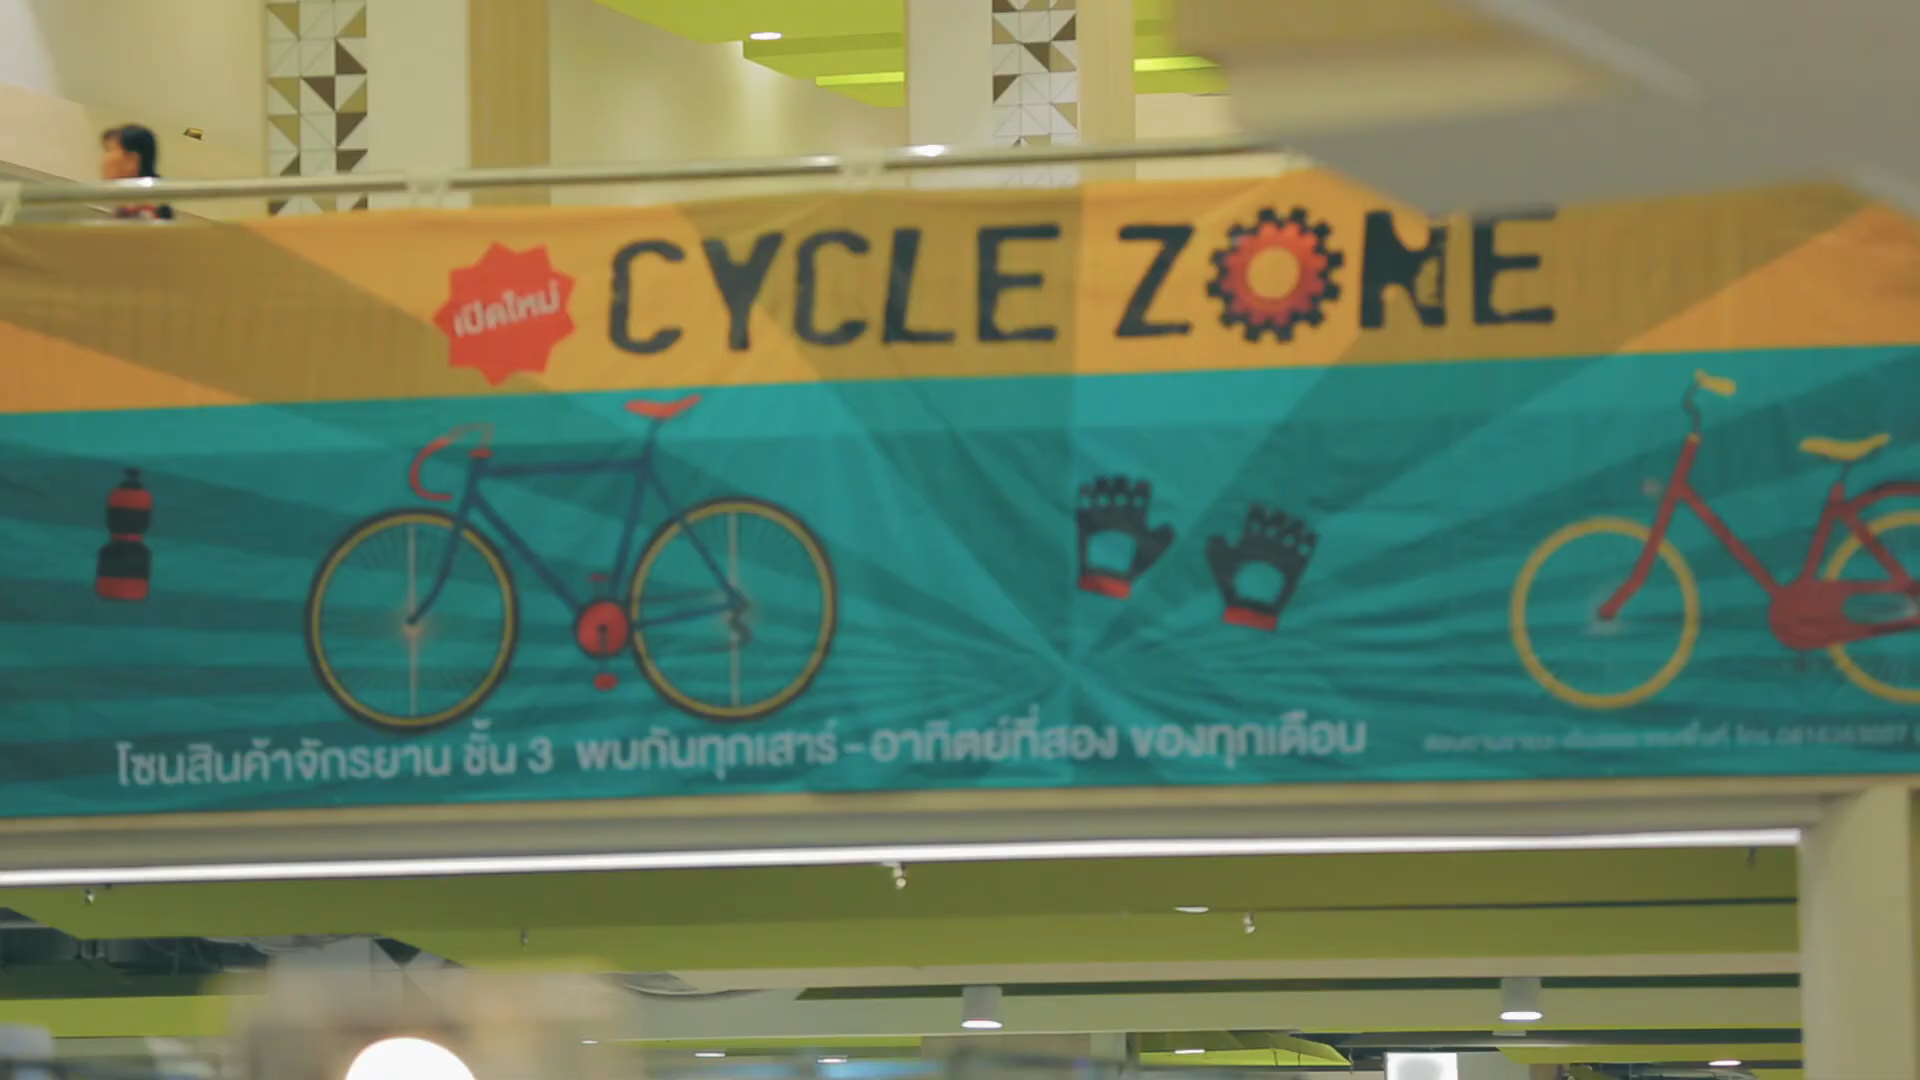 เปิดใหม่
CYCLE ZONE
โซนสินค้าจักรยาน ชั้น 3 พบกันทุกเสาร์-อาทิตย์ที่สอง ของทุกเดือน